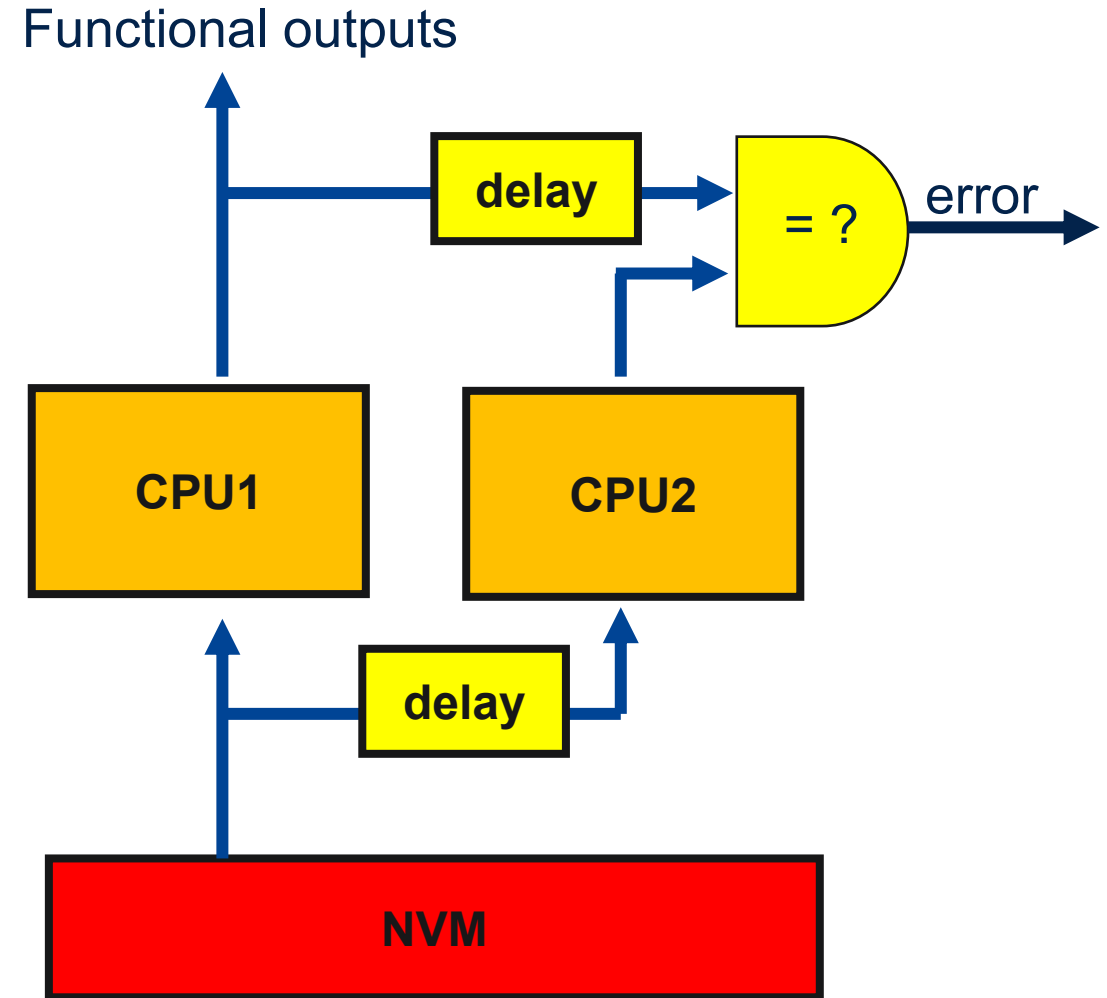 Functional outputs
delay
= ?
error
CPU1
CPU2
delay
NVM